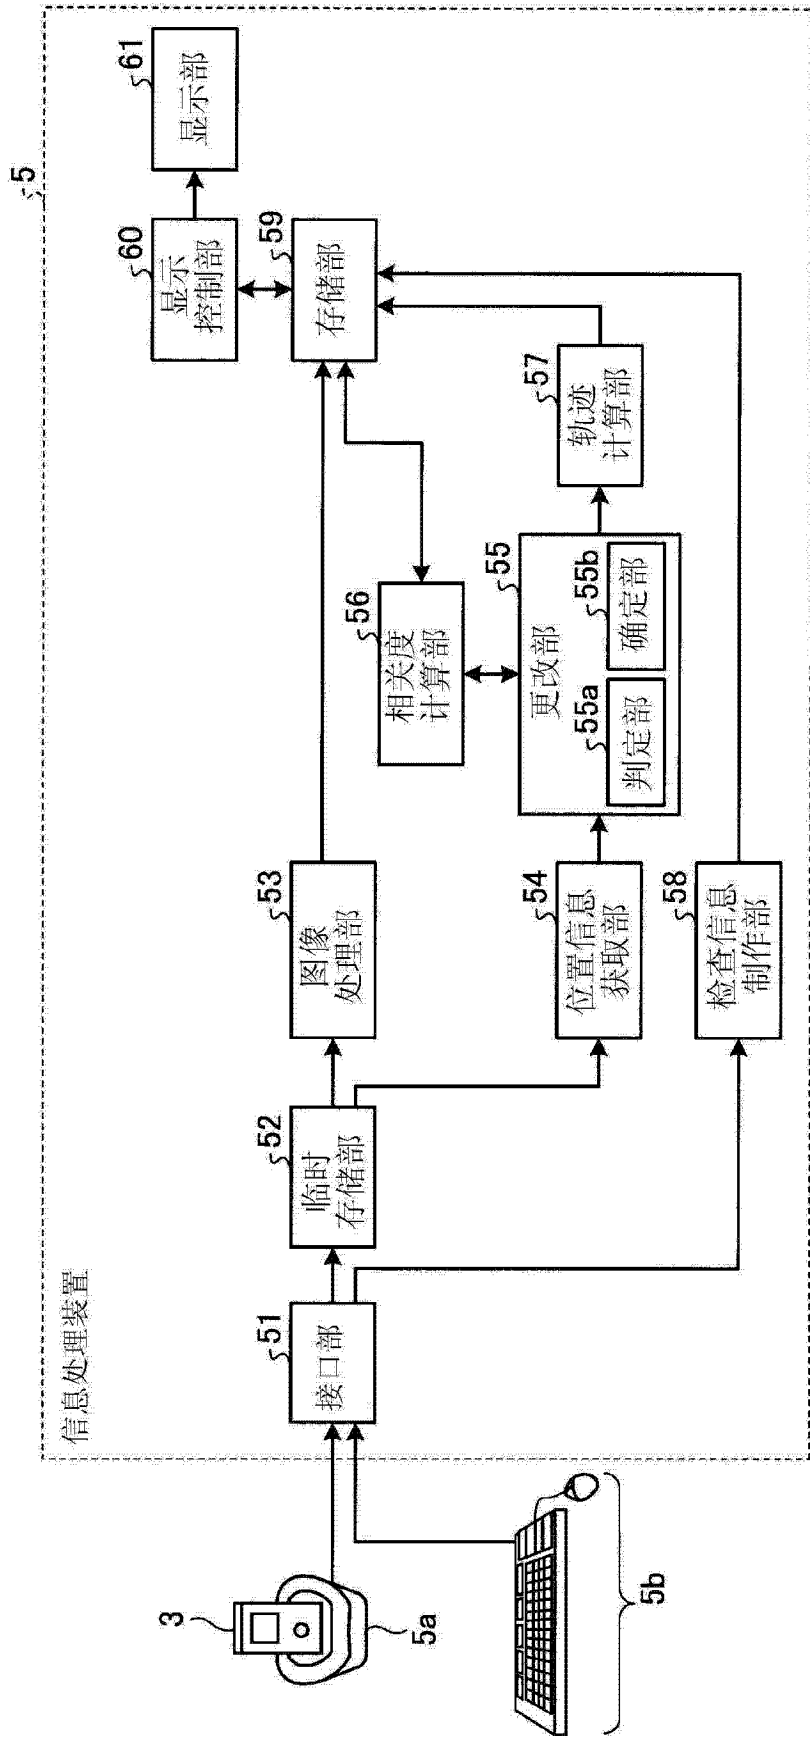 信息处理装置
5
3
5a
5b
51
接口部
52
临时
存储部
53
图像
处理部
54
位置信息
获取部
55
更改部
55a
判定部
55b
确定部
56
相关度
计算部
57
轨迹
计算部
58
检查信息
制作部
59
存储部
60
显示
控制部
61
显示部